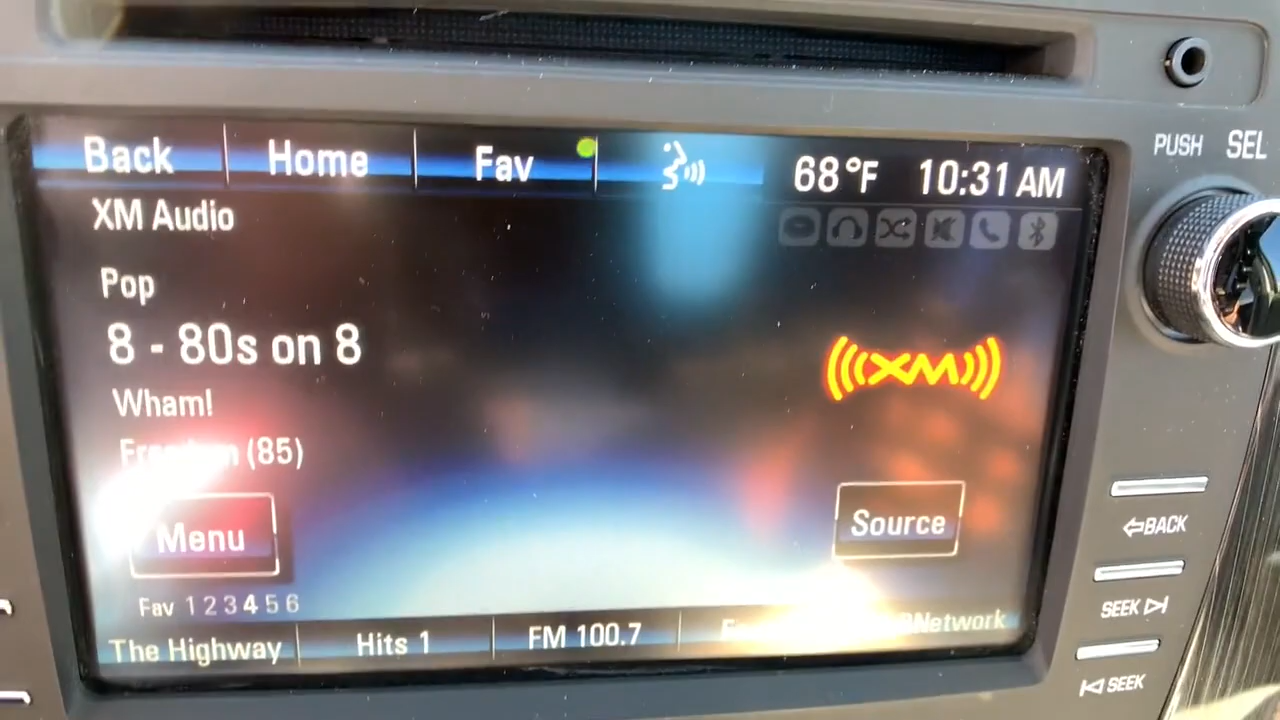 PUSH SEL
Back Home Fav 68°F 10:31 AM
XM Audio
Pop
8 - 80s on 8
XM
Wham!
(85)
Menu Source
BACK
Fav 1 2 3 4 5 6
SEEK
The Highway Hits 1 FM 100.7
SEEK